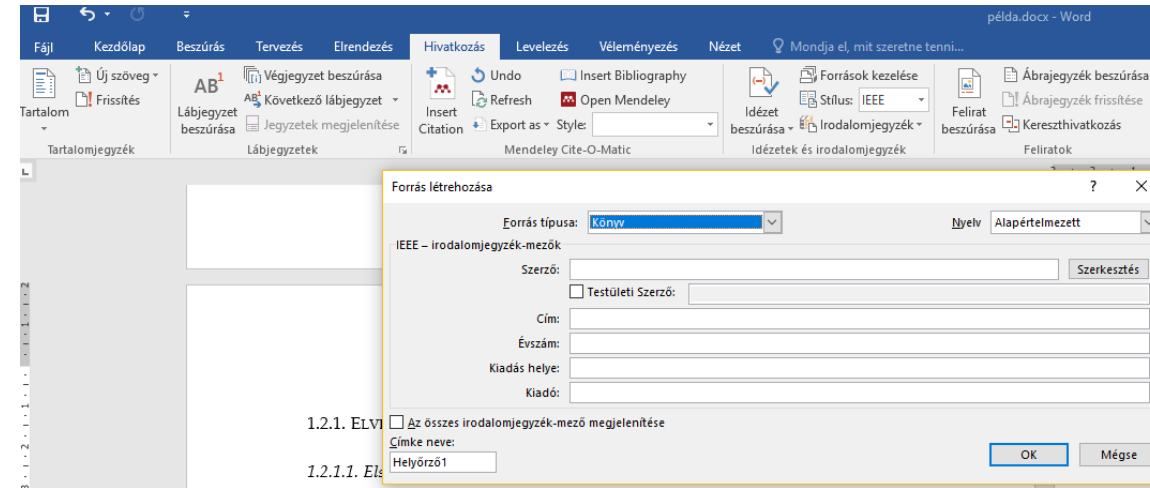 példa.docx - Word
Fájl Kezdőlap Beszúrás Tervezés Elrendezés Hivatkozás Levelezés Véleményezés Nézet Mondja el, mit szeretne tenni...
Tartalom
Új szöveg
Frissítés
Tartalomjegyzék
AB1
Lábjegyzet
beszúrása
Végjegyzet beszúrása
Következő lábjegyzet
Jegyzetek megjelenítése
Lábjegyzetek
Insert
Citation
Undo
Refresh
Export as
Insert Bibliography
Open Mendeley
Style:
Mendeley Cite-O-Matic
Idézet
beszúrása
Források kezelése
Stílus: IEEE
Irodalomjegyzék
Idézetek és irodalomjegyzék
Felirat
beszúrása
Ábrajegyzék beszúrása
Ábrajegyzék frissítése
Kereszthivatkozás
Feliratok
Forrás létrehozása
Forrás típusa: Könyv
Nyelv Alapértelmezett
IEEE – irodalomjegyzék-mezők
Szerző:
Szerkesztés
Testületi Szerző:
Cím:
Évszám:
Kiadás helye:
Kiadó:
Az összes irodalomjegyzék-mező megjelenítése
Címke neve:
Helyőrző1
OK Mégse
1.2.1.
1.2.1.1.